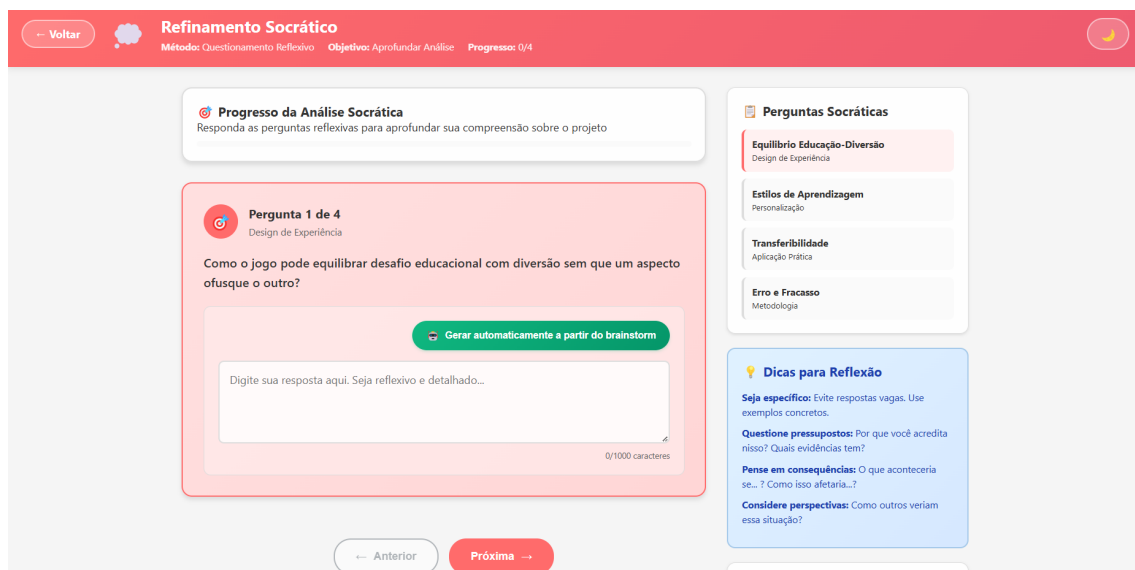 ← Voltar
Refinamento Socrático
Método: Questionamento Reflexivo Objetivo: Aprofundar Análise Progresso: 0/4
Progresso da Análise Socrática
Responda as perguntas reflexivas para aprofundar sua compreensão sobre o projeto
Pergunta 1 de 4
Design de Experiência
Como o jogo pode equilibrar desafio educacional com diversão sem que um aspecto
ofusque o outro?
Gerar automaticamente a partir do brainstorm
Digite sua resposta aqui. Seja reflexivo e detalhado...
0/1000 caracteres
← Anterior
Próxima →
Perguntas Socráticas
Equilíbrio Educação-Diversão
Design de Experiência
Estilos de Aprendizagem
Personalização
Transferibilidade
Aplicação Prática
Erro e Fracasso
Metodologia
Dicas para Reflexão
Seja específico: Evite respostas vagas. Use
exemplos concretos.
Questione pressupostos: Por que você acredita
nisso? Quais evidências tem?
Pense em consequências: O que aconteceria
se... ? Como isso afetaria...?
Considere perspectivas: Como outros veriam
essa situação?